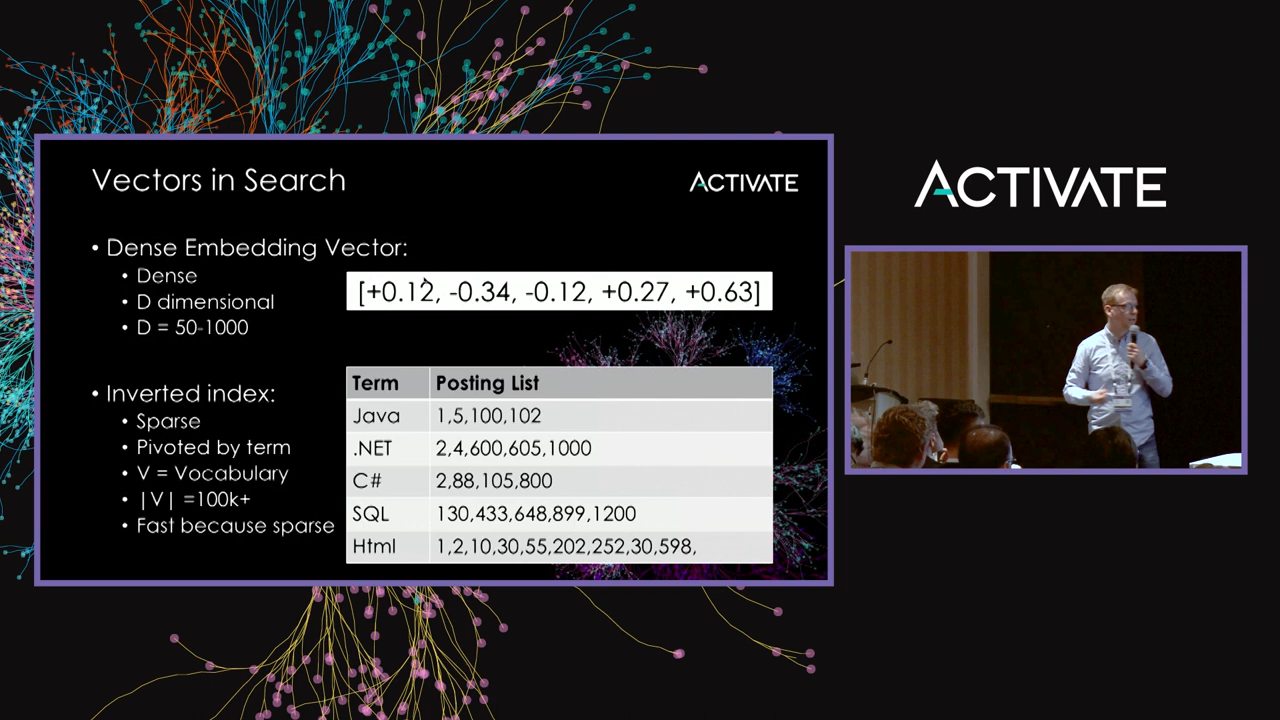 Vectors in Search
ACTIVATE
• Dense Embedding Vector:
• Dense
• D dimensional
• D = 50-1000
[+0.12, -0.34, -0.12, +0.27, +0.63]
• Inverted index:
• Sparse
• Pivoted by term
• V = Vocabulary
• |V| =100k+
• Fast because sparse
Term Posting List
Java 1,5,100,102
.NET 2,4,600,605,1000
C# 2,88,105,800
SQL 130,433,648,899,1200
Html 1,2,10,30,55,202,252,30,598,
ACTIVATE